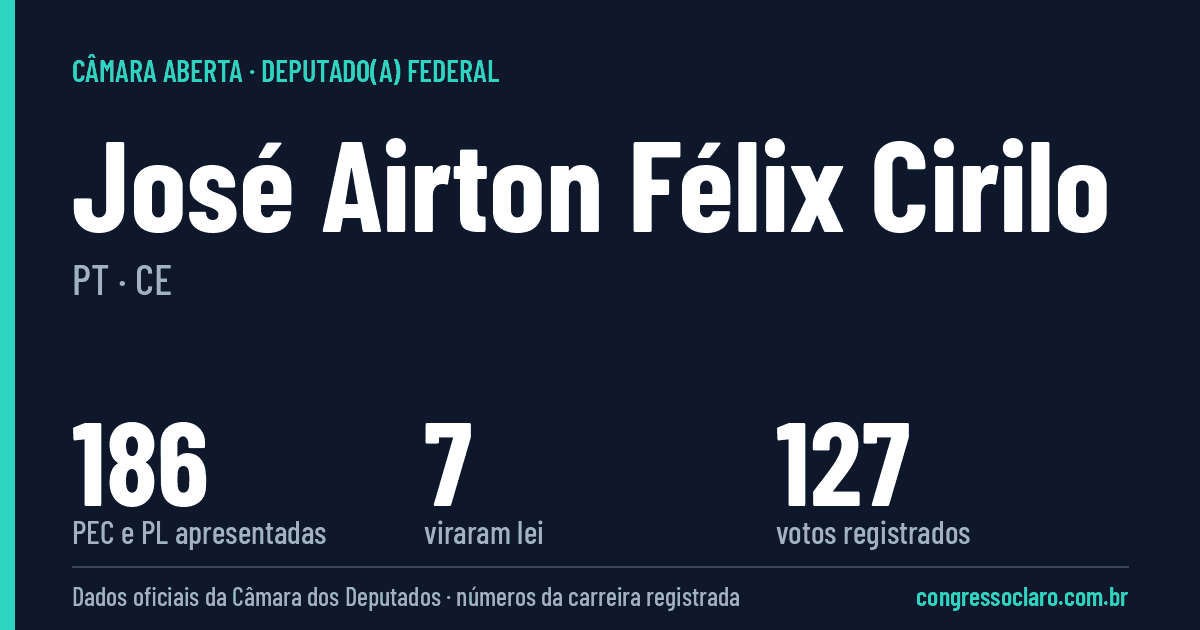 CÂMARA ABERTA · DEPUTADO(A) FEDERAL
José Airton Félix Cirilo
PT · CE
186 7 127
PEC e PL apresentadas viraram lei votos registrados
Dados oficiais da Câmara dos Deputados · números da carreira registrada congressoclaro.com.br